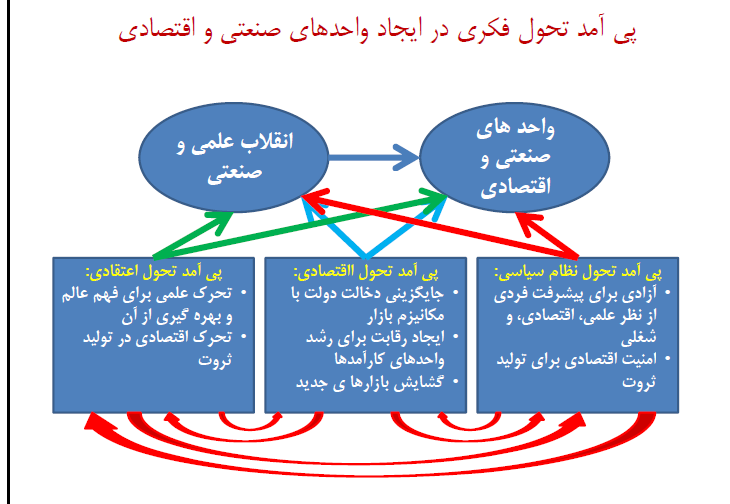 پی آمد تحول فکری در ایجاد واحدهای صنعتی و اقتصادی
واحد های
صنعتی و
اقتصادی
انقلاب علمی و
صنعتی
پی آمد تحول نظام سیاسی:
• آزادی برای پیشرفت فردی
از نظر علمی، اقتصادی، و
شغلی
• امنیت اقتصادی برای تولید
ثروت
پی آمد تحول ااقتصادی:
• جایگزینی دخالت دولت با
مکانیزم بازار
• ایجاد رقابت برای رشد
واحدهای کارآمدها
• گشایش بازارها ی جدید
پی آمد تحول اعتقادی:
• تحرک علمی برای فهم عالم
و بهره گیری از آن
• تحرک اقتصادی در تولید
ثروت